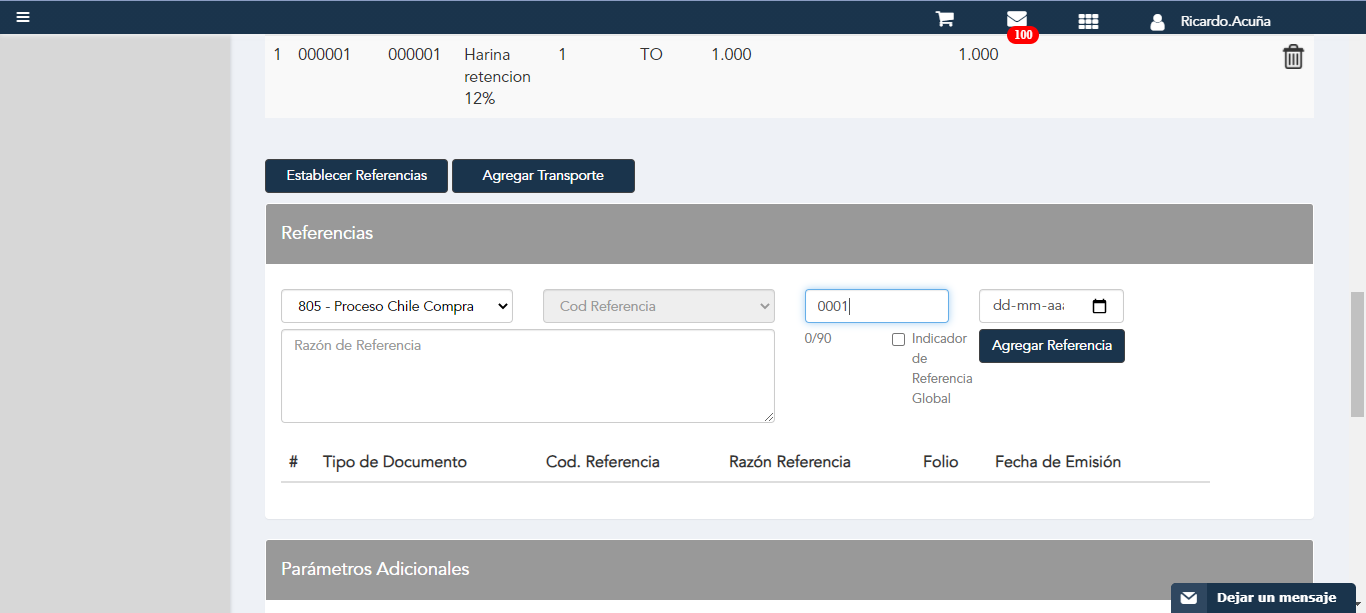 Ricardo.Acuña
100
1 000001 000001 Harina 1 TO 1.000 1.000
retencion
12%
Establecer Referencias Agregar Transporte
Referencias
805 - Proceso Chile Compra Cod Referencia 0001 dd-mm-aaa
Razón de Referencia 0/90 Indicador Agregar Referencia
de
Referencia
Global
# Tipo de Documento Cod. Referencia Razón Referencia Folio Fecha de Emisión
Parámetros Adicionales
Dejar un mensaje